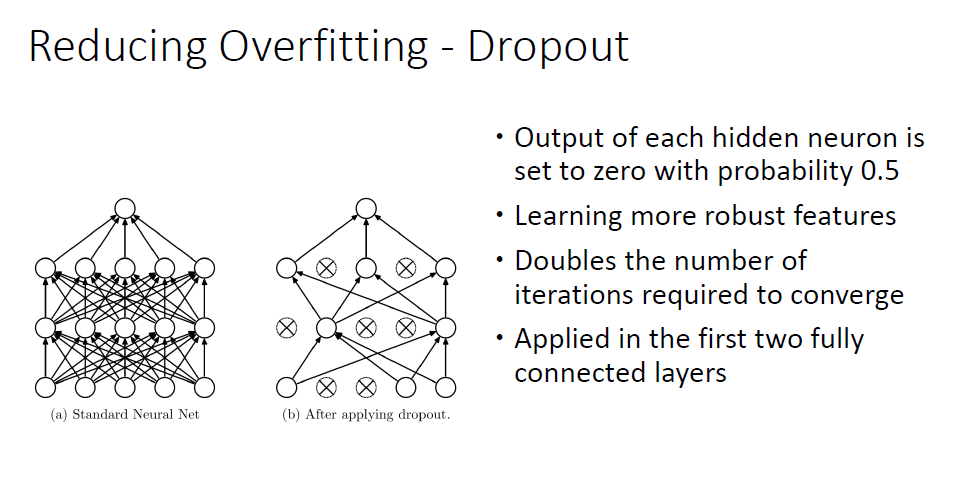 Reducing Overfitting - Dropout
• Output of each hidden neuron is
set to zero with probability 0.5
• Learning more robust features
• Doubles the number of
iterations required to converge
• Applied in the first two fully
connected layers
(a) Standard Neural Net
(b) After applying dropout.